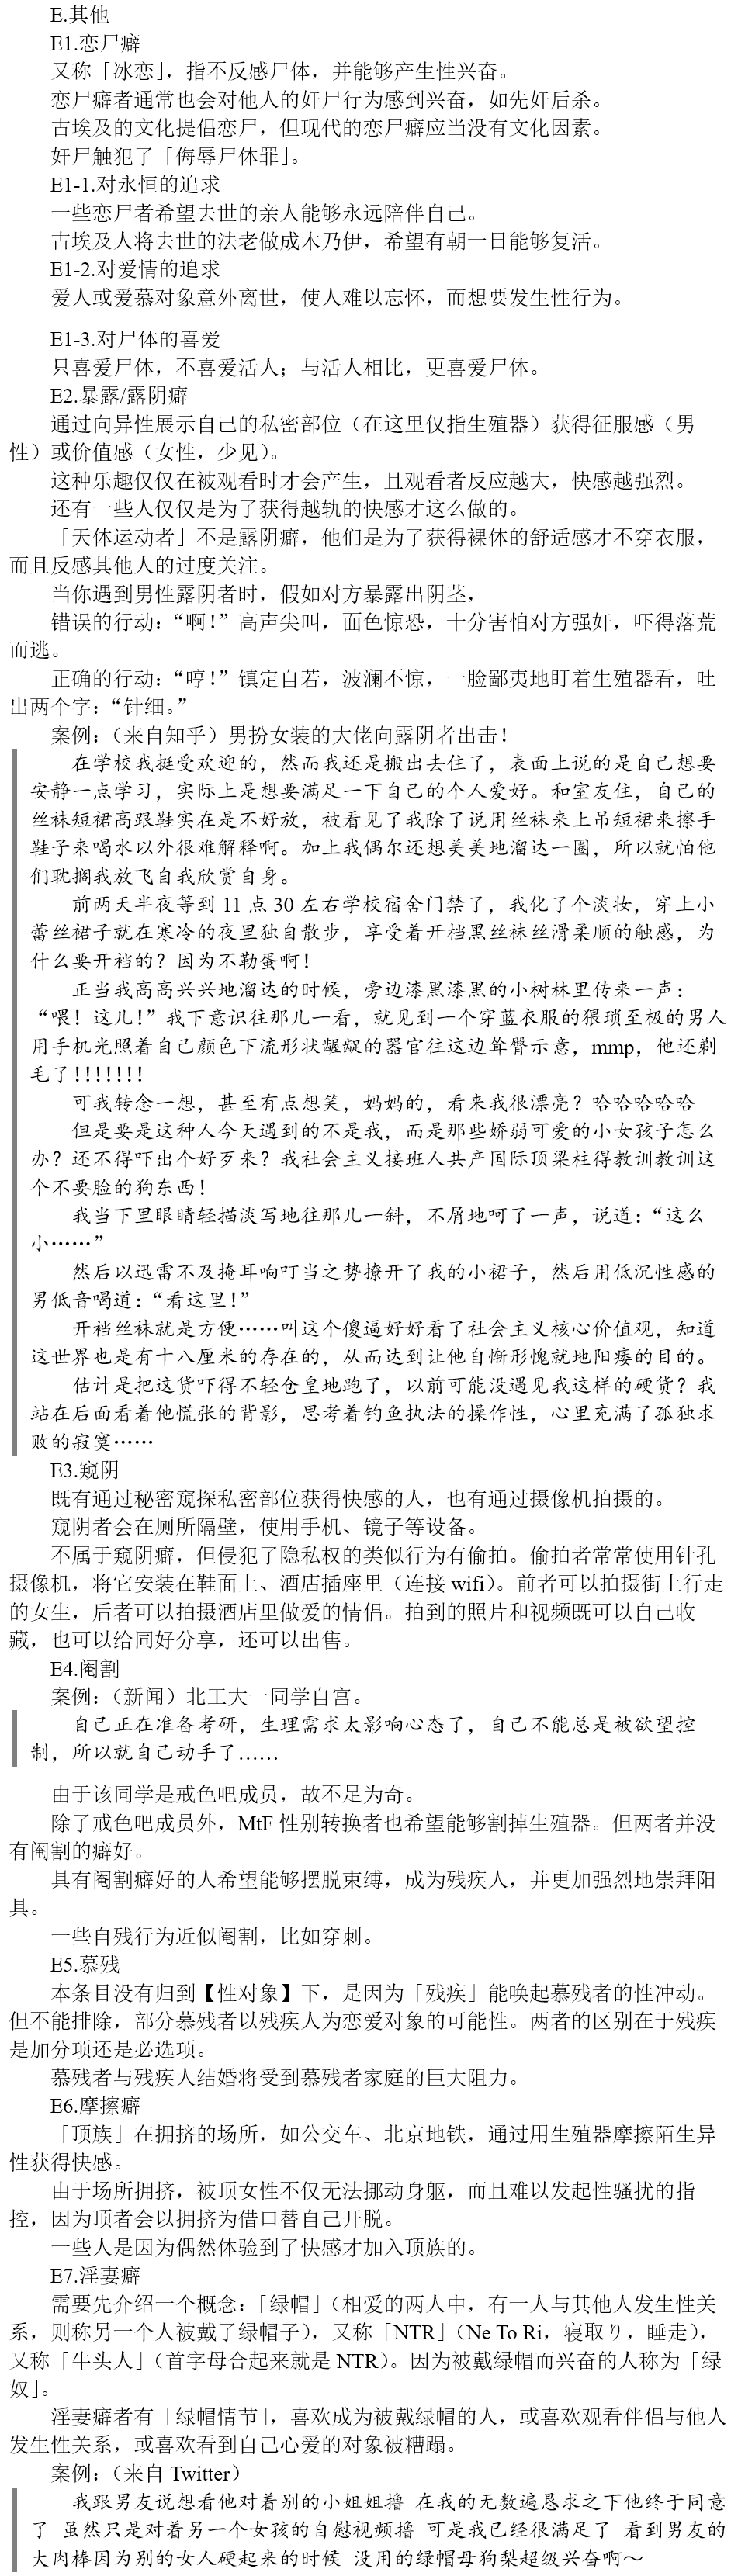 E.其他
E1.恋尸癖
又称「冰恋」，指不反感尸体，并能够产生性兴奋。
恋尸癖者通常也会对他人的奸尸行为感到兴奋，如先奸后杀。
古埃及的文化提倡恋尸，但现代的恋尸癖应当没有文化因素。
奸尸触犯了「侮辱尸体罪」。
E1-1.对永恒的追求
一些恋尸者希望去世的亲人能够永远陪伴自己。
古埃及人将去世的法老做成木乃伊，希望有朝一日能够复活。
E1-2.对爱情的追求
爱人或爱慕对象意外离世，使人难以忘怀，而想要发生性行为。
E1-3.对尸体的喜爱
只喜爱尸体，不喜爱活人；与活人相比，更喜爱尸体。
E2.暴露/露阴癖
通过向异性展示自己的私密部位（在这里仅指生殖器）获得征服感（男
性）或价值感（女性，少见）。
这种乐趣仅仅在被观看时才会产生，且观看者反应越大，快感越强烈。
还有一些人仅仅是为了获得越轨的快感才这么做的。
「天体运动者」不是露阴癖，他们是为了获得裸体的舒适感才不穿衣服，
而且反感其他人的过度关注。
当你遇到男性露阴者时，假如对方暴露出阴茎，
错误的行动：“啊！”高声尖叫，面色惊恐，十分害怕对方强奸，吓得落荒
而逃。
正确的行动：“哼！”镇定自若，波澜不惊，一脸鄙夷地盯着生殖器看，吐
出两个字：“针细。”
案例：（来自知乎）男扮女装的大佬向露阴者出击！
在学校我挺受欢迎的，然而我还是搬出去住了，表面上说的是自己想要
安静一点学习，实际上是想要满足一下自己的个人爱好。和室友住，自己的
丝袜短裙高跟鞋实在是不好放，被看见了我除了说用丝袜来上吊短裙来擦手
鞋子来喝水以外很难解释啊。加上我偶尔还想美美地溜达一圈，所以就怕他
们耽搁我放飞自我欣赏自身。
前两天半夜等到 11 点 30 左右学校宿舍门禁了，我化了个淡妆，穿上小
蕾丝裙子就在寒冷的夜里独自散步，享受着开档黑丝袜丝滑柔顺的触感，为
什么要开裆的？因为不勒蛋啊！
正当我高高兴兴地溜达的时候，旁边漆黑漆黑的小树林里传来一声：
“喂！这儿！”我下意识往那儿一看，就见到一个穿蓝衣服的猥琐至极的男人
用手机光照着自己颜色下流形状龌龊的器官往这边耸臀示意，mmp，他还剃
毛了！！！！！！！
可我转念一想，甚至有点想笑，妈妈的，看来我很漂亮？哈哈哈哈哈
但是要是这种人今天遇到的不是我，而是那些娇弱可爱的小女孩子怎么
办？还不得吓出个好歹来？我社会主义接班人共产国际顶梁柱得教训教训这
个不要脸的狗东西！
我当下里眼睛轻描淡写地往那儿一斜，不屑地呵了一声，说道：“这么
小……”
然后以迅雷不及掩耳响叮当之势撩开了我的小裙子，然后用低沉性感的
男低音喝道：“看这里！”
开裆丝袜就是方便……叫这个傻逼好好看了社会主义核心价值观，知道
这世界也是有十八厘米的存在的，从而达到让他自惭形愧就地阳痿的目的。
估计是把这货吓得不轻仓皇地跑了，以前可能没遇见我这样的硬货？我
站在后面看着他慌张的背影，思考着钓鱼执法的操作性，心里充满了孤独求
败的寂寞……
E3.窥阴
既有通过秘密窥探私密部位获得快感的人，也有通过摄像机拍摄的。
窥阴者会在厕所隔壁，使用手机、镜子等设备。
不属于窥阴癖，但侵犯了隐私权的类似行为有偷拍。偷拍者常常使用针孔
摄像机，将它安装在鞋面上、酒店插座里（连接 wifi）。前者可以拍摄街上行走
的女生，后者可以拍摄酒店里做爱的情侣。拍到的照片和视频既可以自己收
藏，也可以给同好分享，还可以出售。
E4.阉割
案例：（新闻）北工大一同学自宫。
自己正在准备考研，生理需求太影响心态了，自己不能总是被欲望控
制，所以就自己动手了……
由于该同学是戒色吧成员，故不足为奇。
除了戒色吧成员外，MtF 性别转换者也希望能够割掉生殖器。但两者并没
有阉割的癖好。
具有阉割癖好的人希望能够摆脱束缚，成为残疾人，并更加强烈地崇拜阳
具。
一些自残行为近似阉割，比如穿刺。
E5.慕残
本条目没有归到【性对象】下，是因为「残疾」能唤起慕残者的性冲动。
但不能排除，部分慕残者以残疾人为恋爱对象的可能性。两者的区别在于残疾
是加分项还是必选项。
慕残者与残疾人结婚将受到慕残者家庭的巨大阻力。
E6.摩擦癖
「顶族」在拥挤的场所，如公交车、北京地铁，通过用生殖器摩擦陌生异
性获得快感。
由于场所拥挤，被顶女性不仅无法挪动身躯，而且难以发起性骚扰的指
控，因为顶者会以拥挤为借口替自己开脱。
一些人是因为偶然体验到了快感才加入顶族的。
E7.淫妻癖
需要先介绍一个概念：「绿帽」（相爱的两人中，有一人与其他人发生性关
系，则称另一个人被戴了绿帽子），又称「NTR」（Ne To Ri，寝取り，睡走），
又称「牛头人」（首字母合起来就是 NTR）。因为被戴绿帽而兴奋的人称为「绿
奴」。
淫妻癖者有「绿帽情节」，喜欢成为被戴绿帽的人，或喜欢观看伴侣与他人
发生性关系，或喜欢看到自己心爱的对象被糟蹋。
案例：（来自 Twitter）
我跟男友说想看他对着别的小姐姐撸 在我的无数遍恳求之下他终于同意
了 虽然只是对着另一个女孩的自慰视频撸 可是我已经很满足了 看到男友的
大肉棒因为别的女人硬起来的时候 没用的绿帽母狗梨超级兴奋啊～